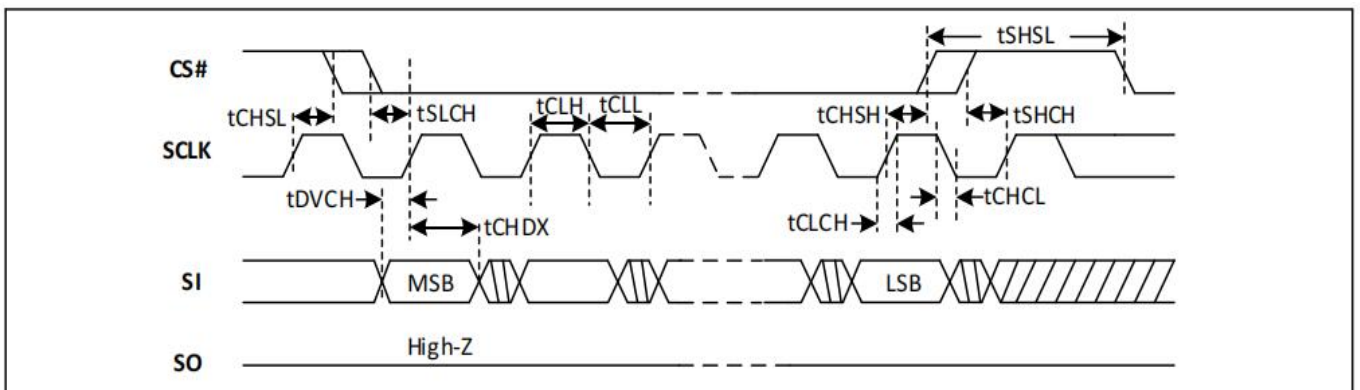 tSHSL
CS#
tCHSL
tSLCH
tCLH
tCLL
tCHSH
tSHCH
SCLK
tDVCH
tCHDX
tCLCH
tCHCL
SI
MSB
LSB
High-Z
SO